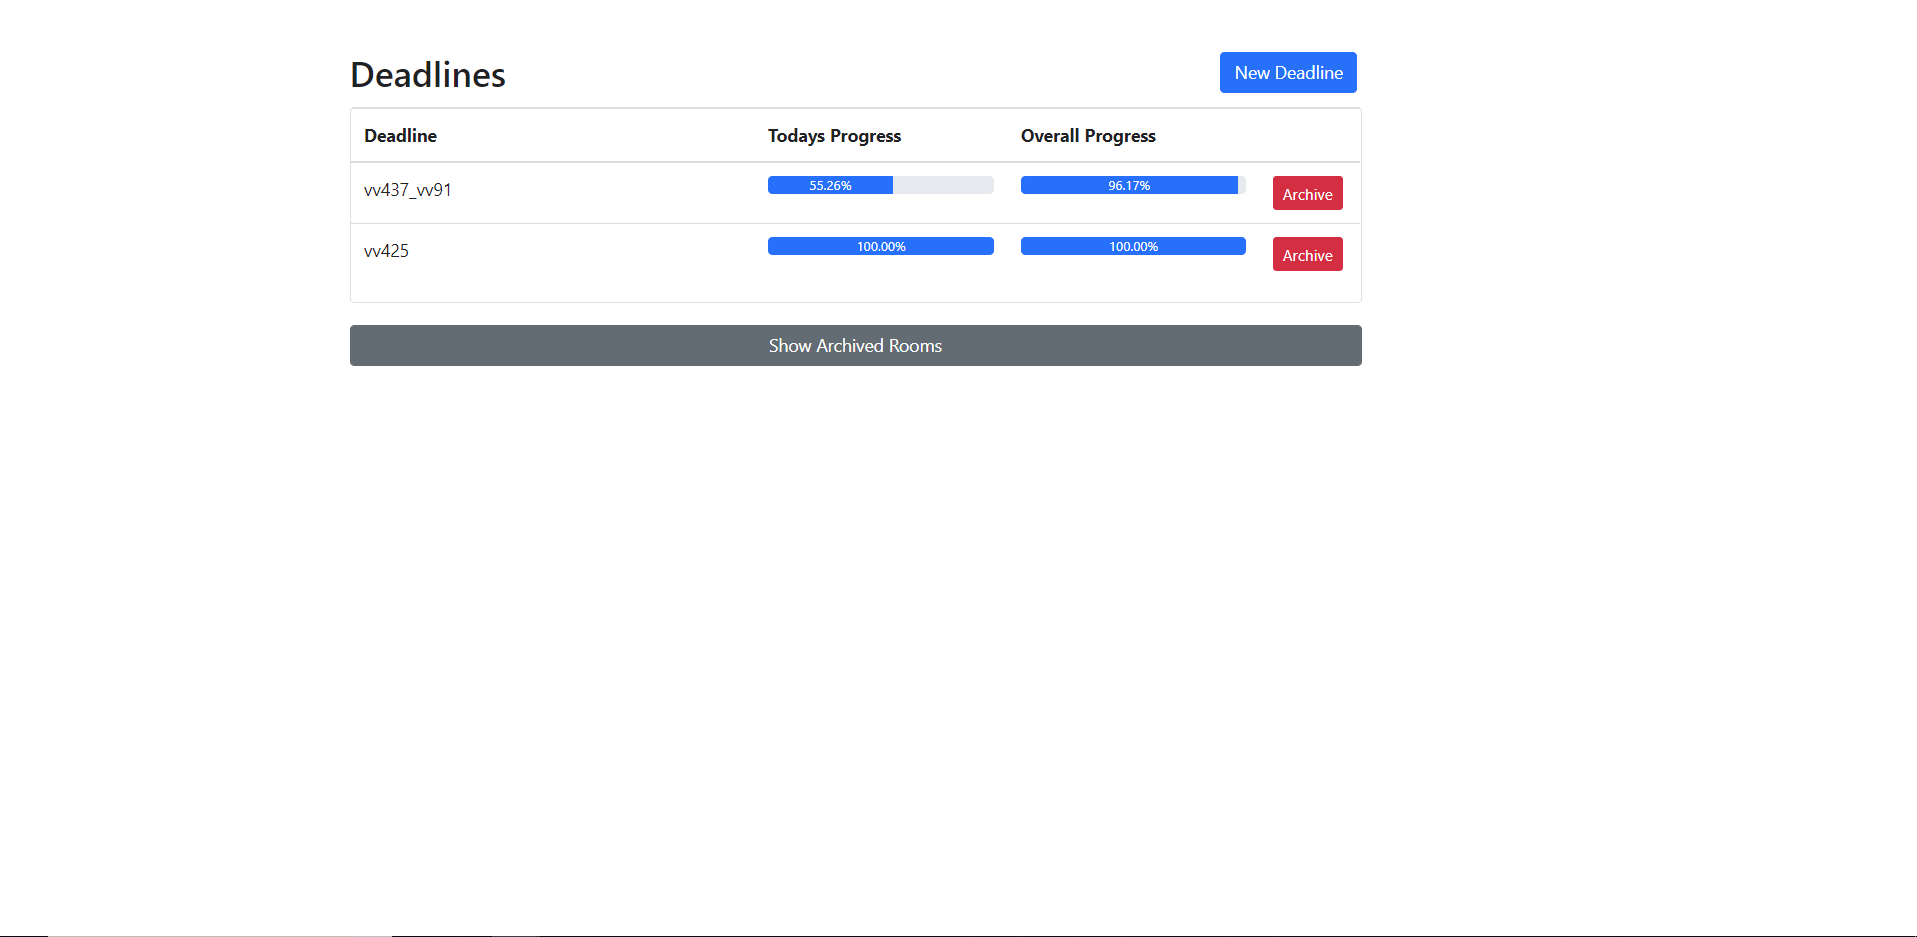 Deadlines
New Deadline
Deadline Todays Progress Overall Progress
vv437_vv91 55.26% 96.17% Archive
vv425 100.00% 100.00% Archive
Show Archived Rooms